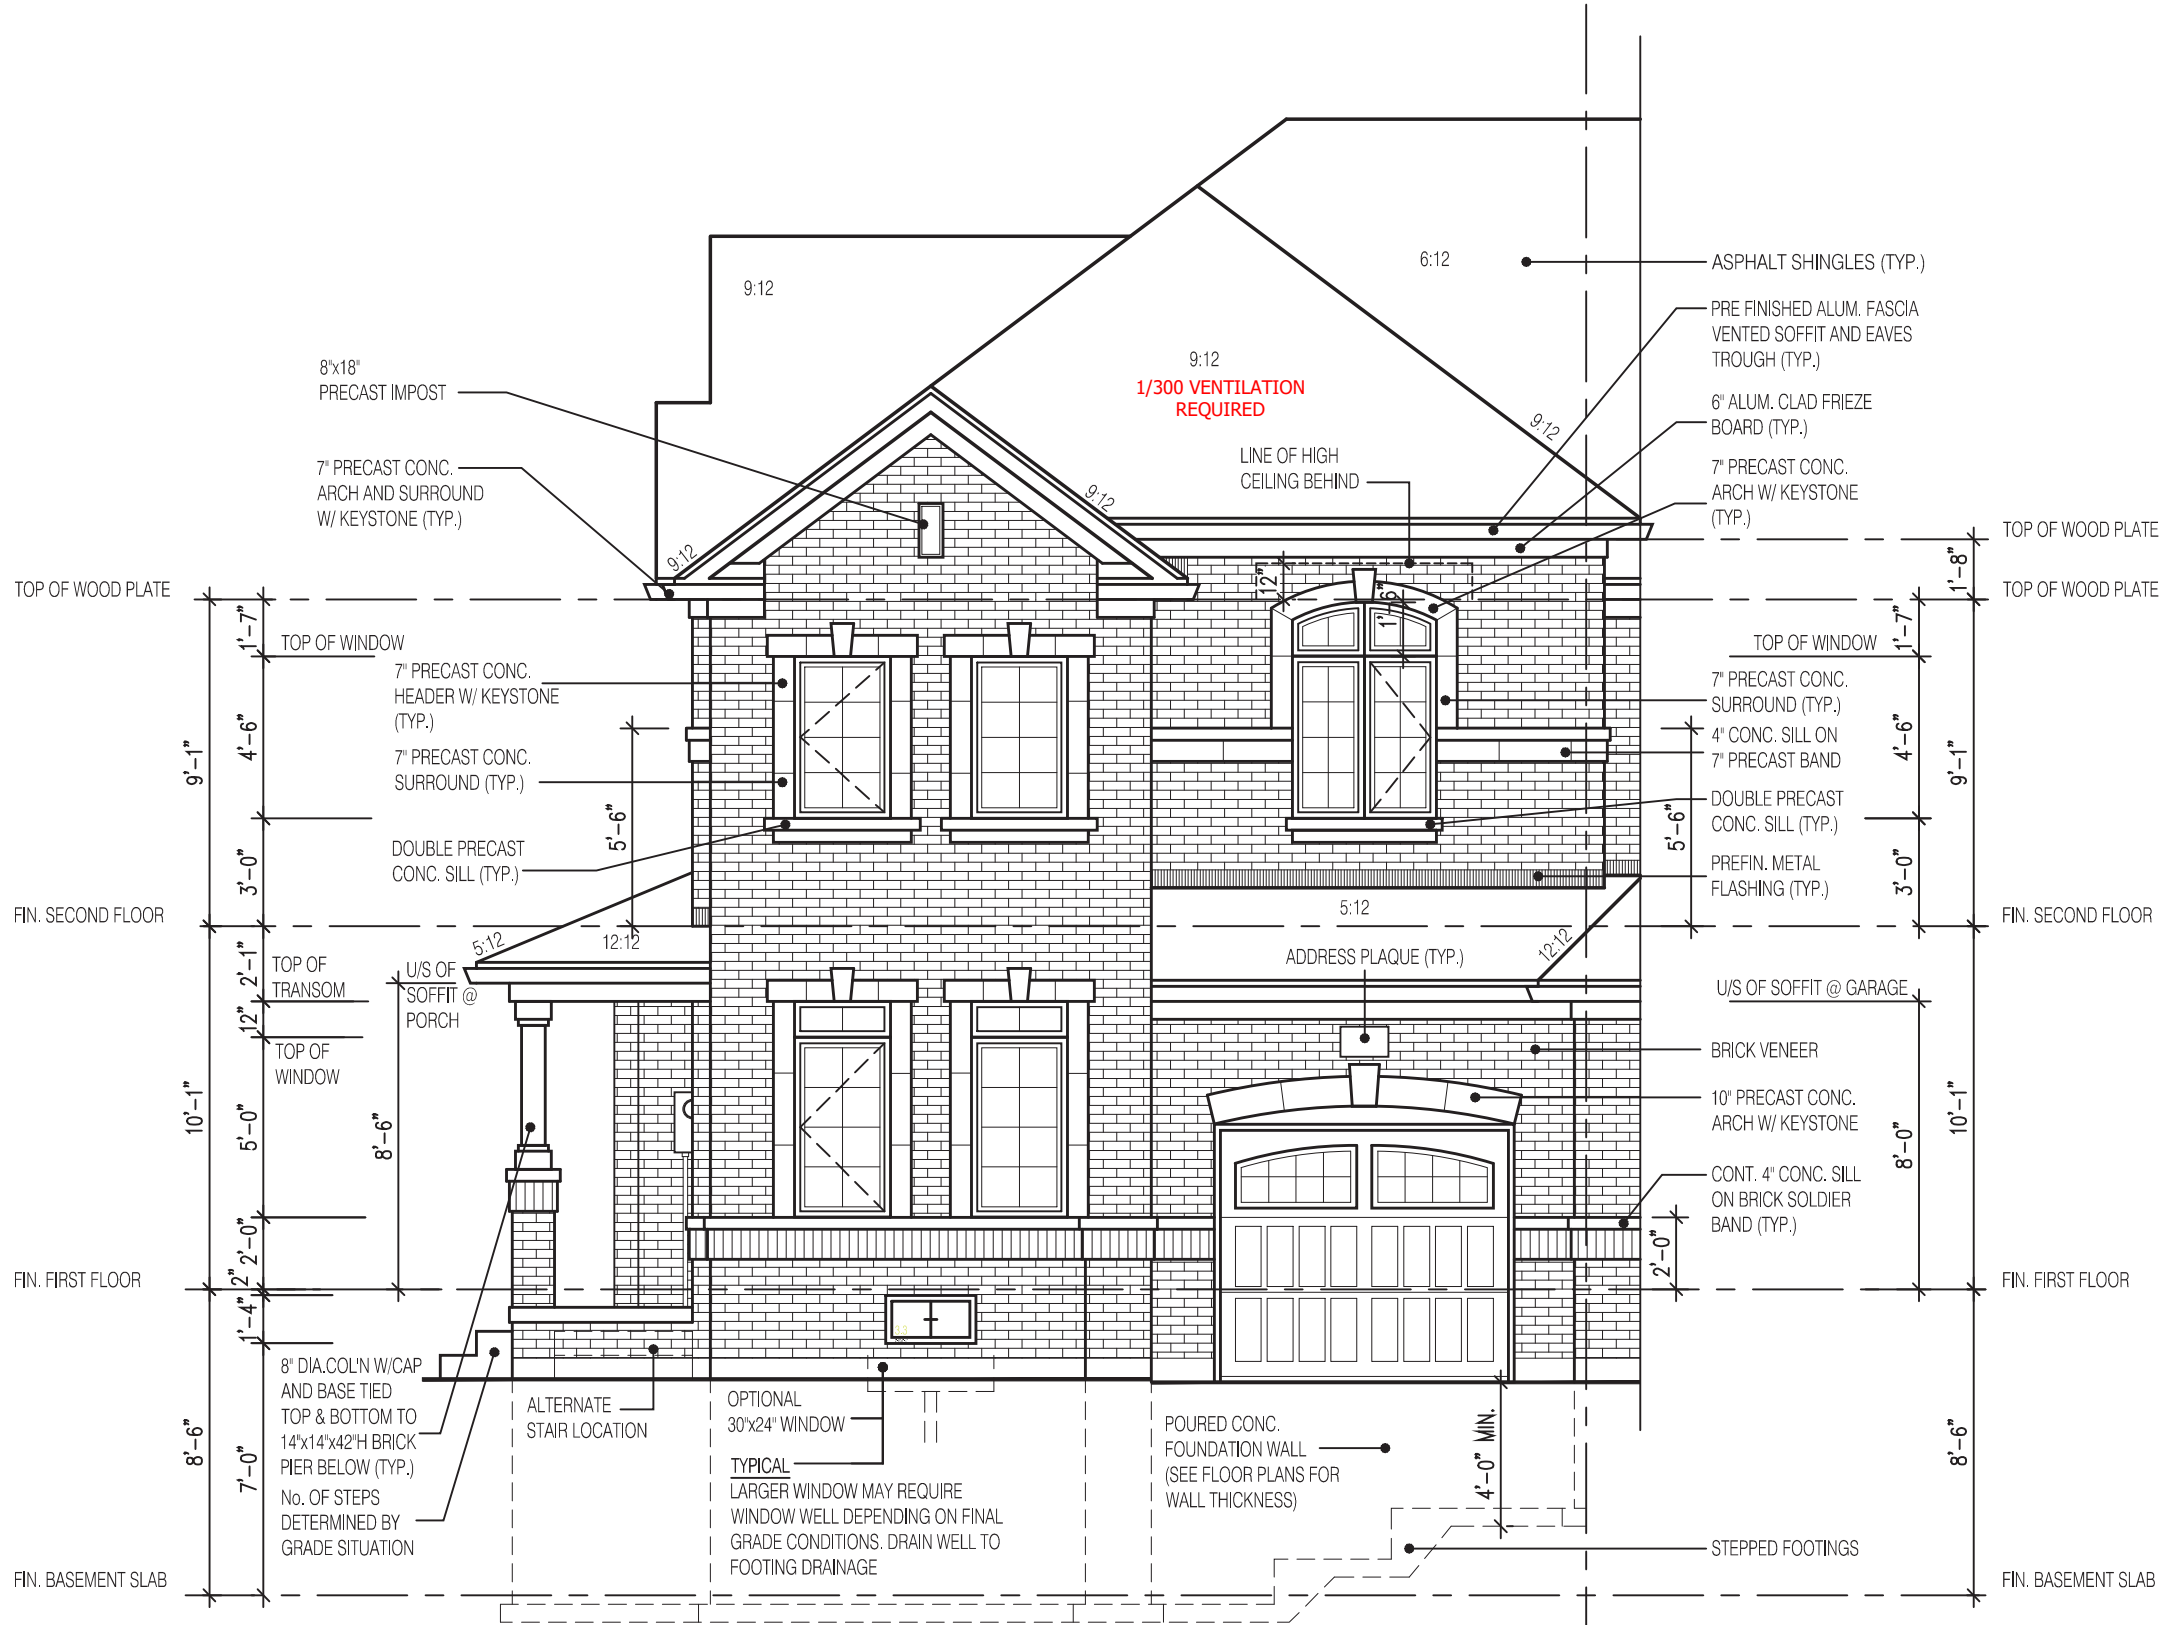 6:12
ASPHALT SHINGLES (TYP.)
9:12
PRE FINISHED ALUM. FASCIA
VENTED SOFFIT AND EAVES
TROUGH (TYP.)
9:12
1/300 VENTILATION
REQUIRED
8"x18"
PRECAST IMPOST
6" ALUM. CLAD FRIEZE
BOARD (TYP.)
9:12
LINE OF HIGH
CEILING BEHIND
7" PRECAST CONC.
ARCH W/ KEYSTONE
(TYP.)
7" PRECAST CONC.
ARCH AND SURROUND
W/ KEYSTONE (TYP.)
9:12
9:12
TOP OF WOOD PLATE
1'-8"
TOP OF WOOD PLATE
TOP OF WOOD PLATE
12"
1'-6"
1'-7"
1'-7"
TOP OF WINDOW
TOP OF WINDOW
7" PRECAST CONC.
HEADER W/ KEYSTONE
(TYP.)
7" PRECAST CONC.
SURROUND (TYP.)
4" CONC. SILL ON
7" PRECAST BAND
4'-6"
9'-1"
7" PRECAST CONC.
SURROUND (TYP.)
4'-6"
9'-1"
5'-6"
5'-6"
DOUBLE PRECAST
CONC. SILL (TYP.)
DOUBLE PRECAST
CONC. SILL (TYP.)
3'-0"
3'-0"
PREFIN. METAL
FLASHING (TYP.)
FIN. SECOND FLOOR
5:12
FIN. SECOND FLOOR
5:12
12:12
12:12
ADDRESS PLAQUE (TYP.)
2'-1"
TOP OF
TRANSOM
U/S OF
SOFFIT @
PORCH
U/S OF SOFFIT @ GARAGE
12"
TOP OF
WINDOW
BRICK VENEER
10'-1"
5'-0"
8'-6"
10" PRECAST CONC.
ARCH W/ KEYSTONE
8'-0"
10'-1"
CONT. 4" CONC. SILL
ON BRICK SOLDIER
BAND (TYP.)
2'-0"
2'-0"
FIN. FIRST FLOOR
2"
FIN. FIRST FLOOR
1'-4"
3.3
8" DIA.COL'N W/CAP
AND BASE TIED
TOP & BOTTOM TO
14"x14"x42"H BRICK
PIER BELOW (TYP.)
ALTERNATE
STAIR LOCATION
OPTIONAL
30"x24" WINDOW
POURED CONC.
FOUNDATION WALL
(SEE FLOOR PLANS FOR
WALL THICKNESS)
4'-0" MIN.
8'-6"
7'-0"
8'-6"
TYPICAL
LARGER WINDOW MAY REQUIRE
WINDOW WELL DEPENDING ON FINAL
GRADE CONDITIONS. DRAIN WELL TO
FOOTING DRAINAGE
No. OF STEPS
DETERMINED BY
GRADE SITUATION
STEPPED FOOTINGS
FIN. BASEMENT SLAB
FIN. BASEMENT SLAB